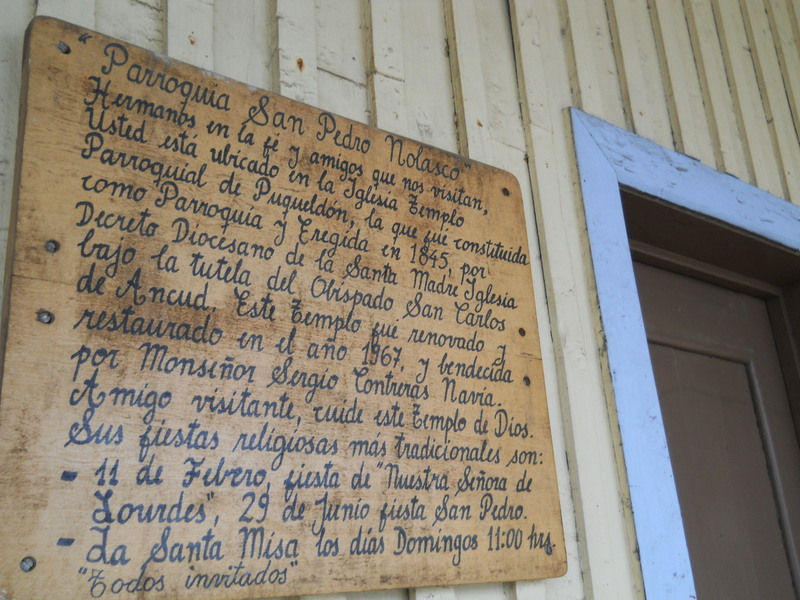 "Parroquia San Pedro Nolasco"
Hermanos en la fé y amigos que nos visitan,
Usted está ubicado en la Iglesia Templo
Parroquial de Puqueldón, la que fué constituida
como Parroquia y Eregida en 1845, por
Decreto Diocesano de la Santa Madre Iglesia
bajo la tutela del Obispado San Carlos
de Ancud. Este Templo fue renovado y
restaurado en el año 1967, y bendecida
por Monseñor Sergio Contreras Navia.
Amigo visitante, cuide este Templo de Dios.
Sus fiestas religiosas más tradicionales son:
- 11 de Febero, fiesta de "Nuestra Señora de
Lourdes", 29 de Junio fiesta San Pedro.
- La Santa Misa los días Domingos 11:00 hrs.
"Todos invitados"